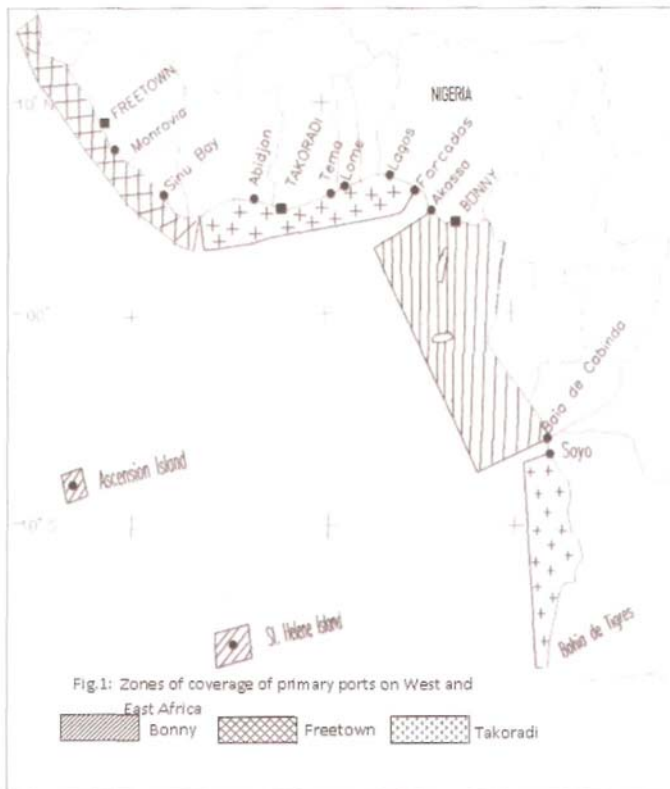 10° N
FREETOWN
Monrovia
Sinu Bay
Abidjan
TAKORADI
Tema
Lome
Lagos
Forcados
Akassa
BONNY
NIGERIA
Baia de Cabinda
Soyo
Ascension Island
St. Helene Island
Bahia de Tigres
Fig.1: Zones of coverage of primary ports on West and
East Africa
Bonny
Freetown
Takoradi